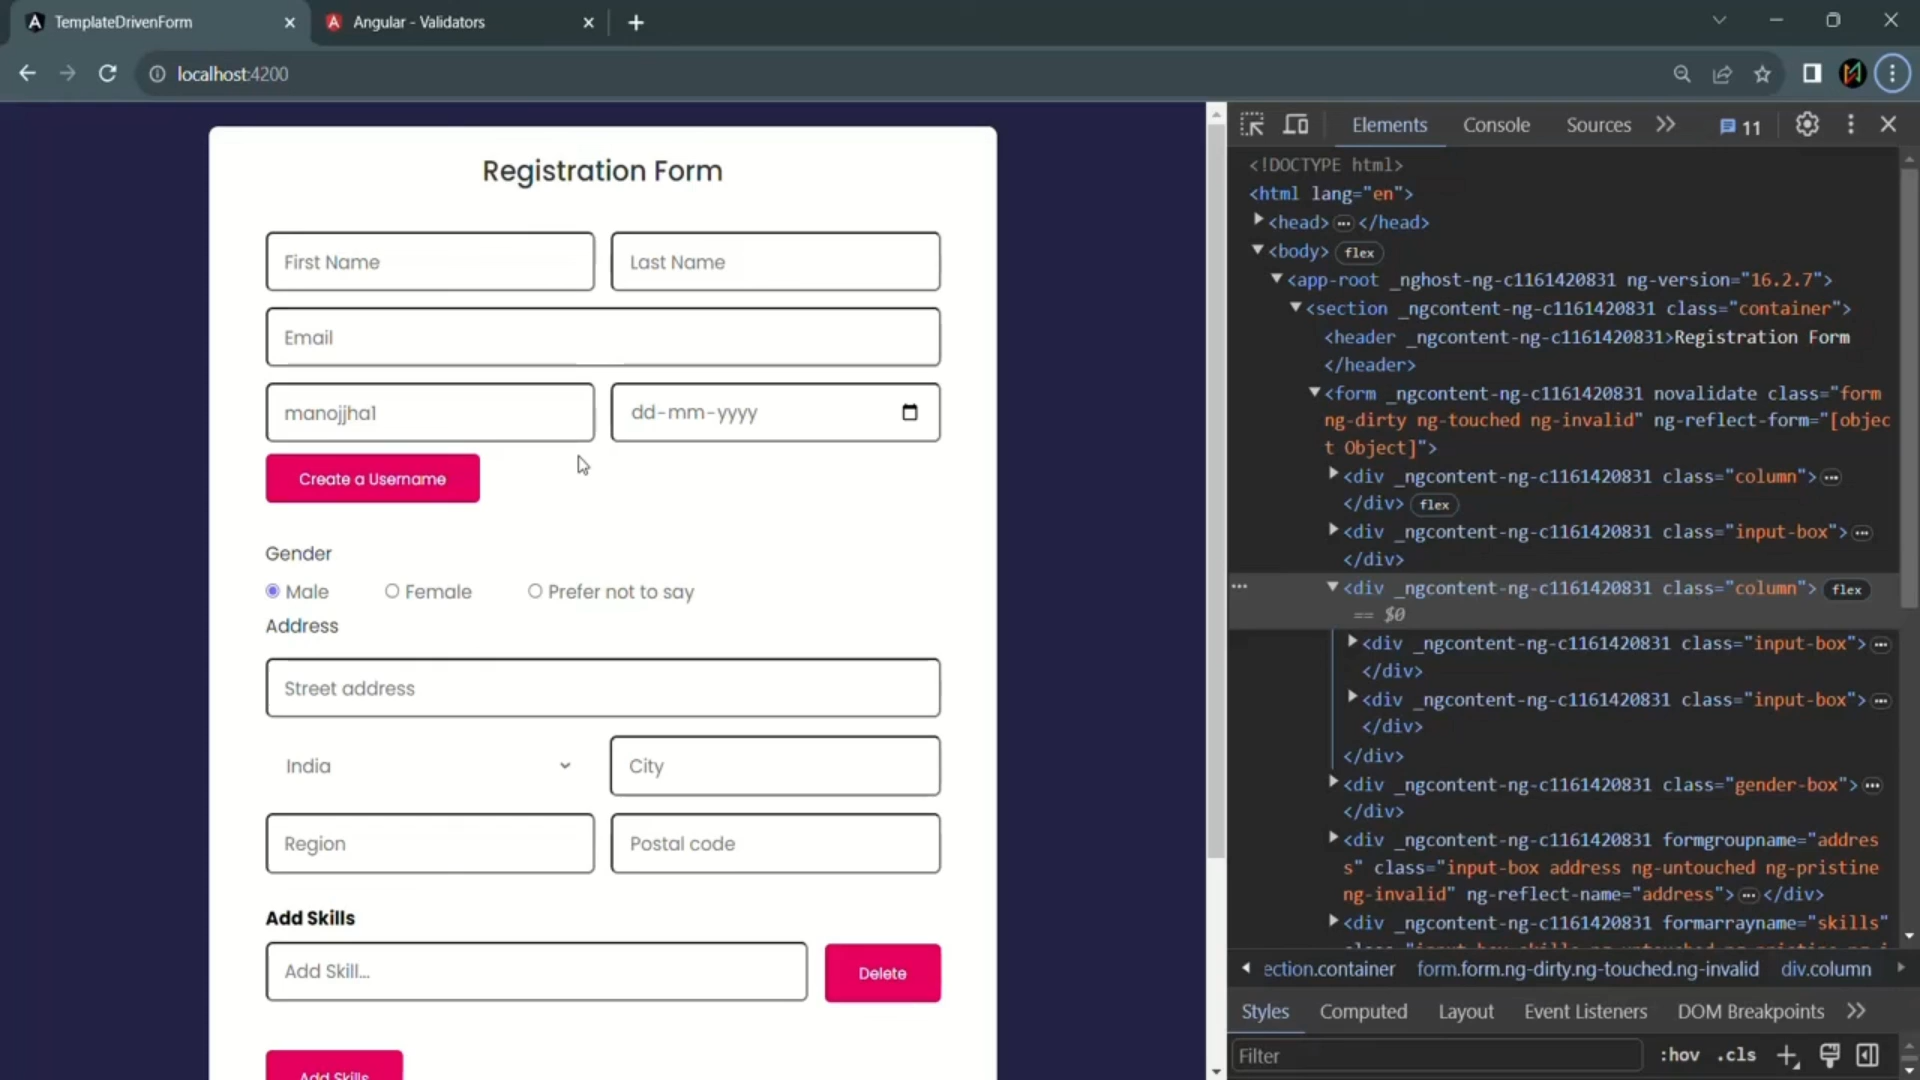 TemplateDrivenForm
Angular - Validators
localhost:4200
Registration Form
First Name
Last Name
Email
manojjha1
dd-mm-yyyy
Create a Username
Gender
Male
Female
Prefer not to say
Address
Street address
India
City
Region
Postal code
Add Skills
Add Skill...
Delete
Add Skills
Elements
Console
Sources
11
<!DOCTYPE html>
<html lang="en">
<head> </head>
<body> flex
<app-root _nghost-ng-c1161420831 ng-version="16.2.7">
<section _ngcontent-ng-c1161420831 class="container">
<header _ngcontent-ng-c1161420831>Registration Form
</header>
<form _ngcontent-ng-c1161420831 novalidate class="form
ng-dirty ng-touched ng-invalid" ng-reflect-form="[objec
t Object]">
<div _ngcontent-ng-c1161420831 class="column">
</div> flex
<div _ngcontent-ng-c1161420831 class="input-box">
</div>
<div _ngcontent-ng-c1161420831 class="column"> flex
== $0
<div _ngcontent-ng-c1161420831 class="input-box">
</div>
<div _ngcontent-ng-c1161420831 class="input-box">
</div>
</div>
<div _ngcontent-ng-c1161420831 class="gender-box">
</div>
<div _ngcontent-ng-c1161420831 formgroupname="addres
s" class="input-box address ng-untouched ng-pristine
ng-invalid" ng-reflect-name="address"> </div>
<div _ngcontent-ng-c1161420831 formarrayname="skills"
ection.container
form.form.ng-dirty.ng-touched.ng-invalid
div.column
Styles
Computed
Layout
Event Listeners
DOM Breakpoints
Filter
:hov
.cls